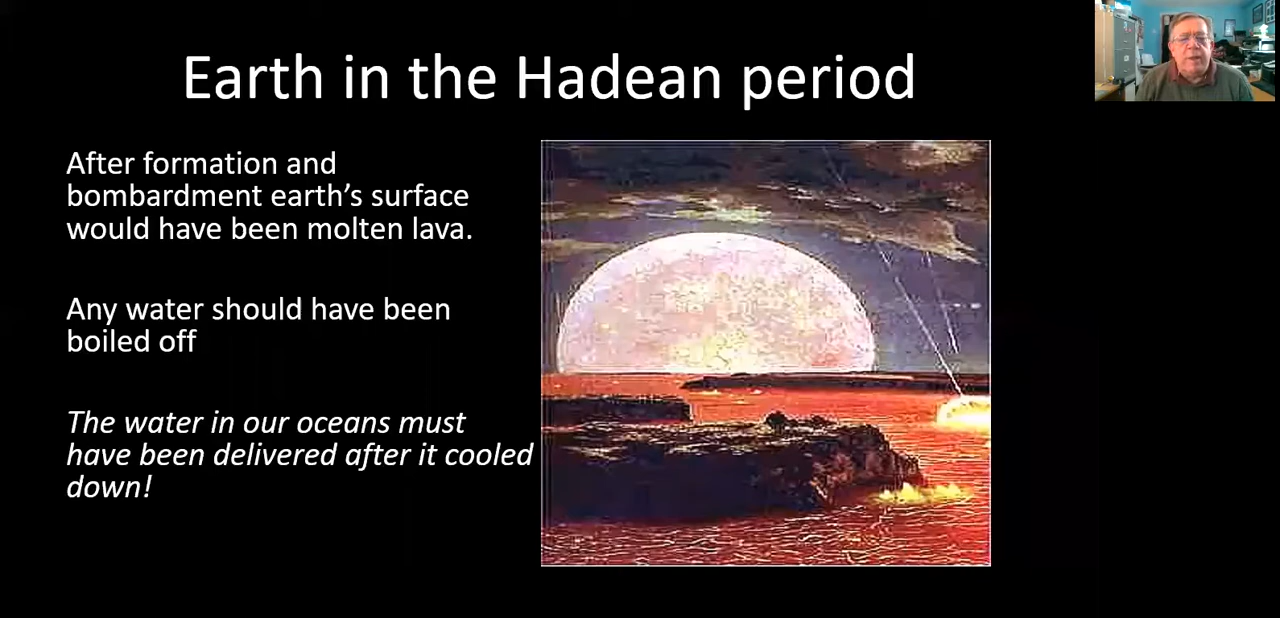 Earth in the Hadean period
After formation and
bombardment earth’s surface
would have been molten lava.
Any water should have been
boiled off
The water in our oceans must
have been delivered after it cooled
down!